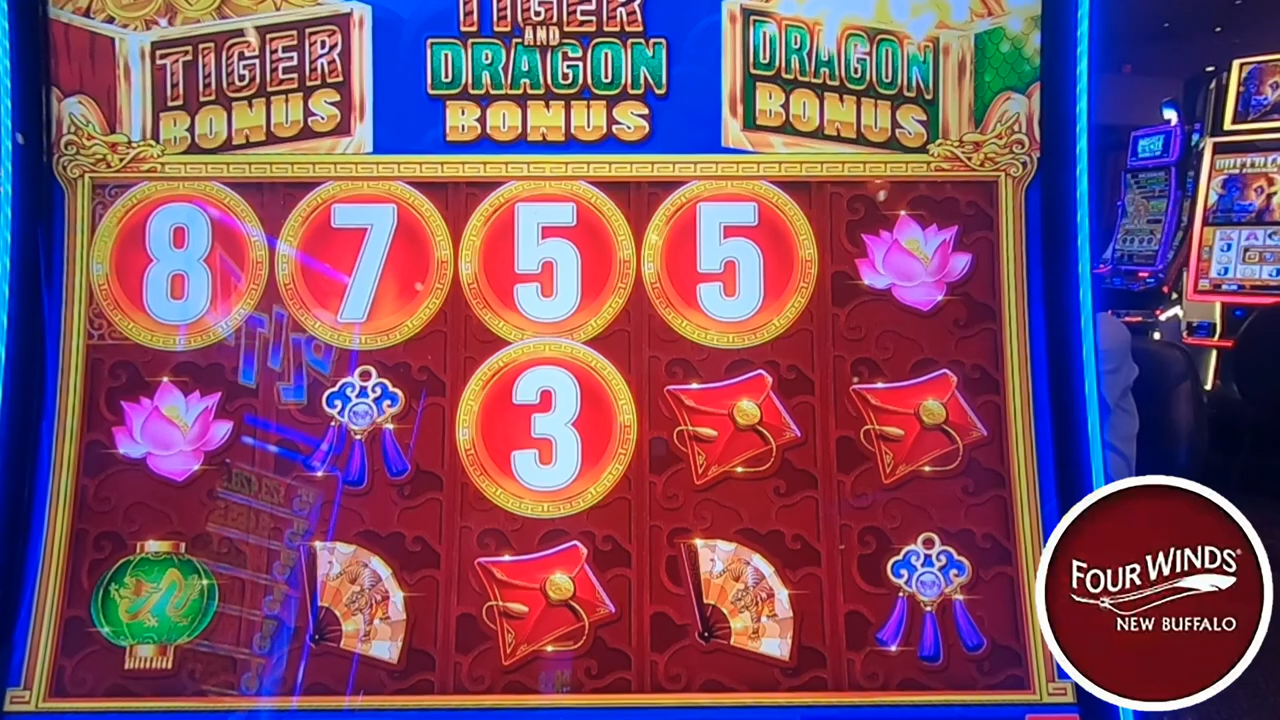 TIGER
BONUS
TIGER
AND
DRAGON
BONUS
DRAGON
BONUS
8 7 5 5
3
FOUR WINDS®
NEW BUFFALO